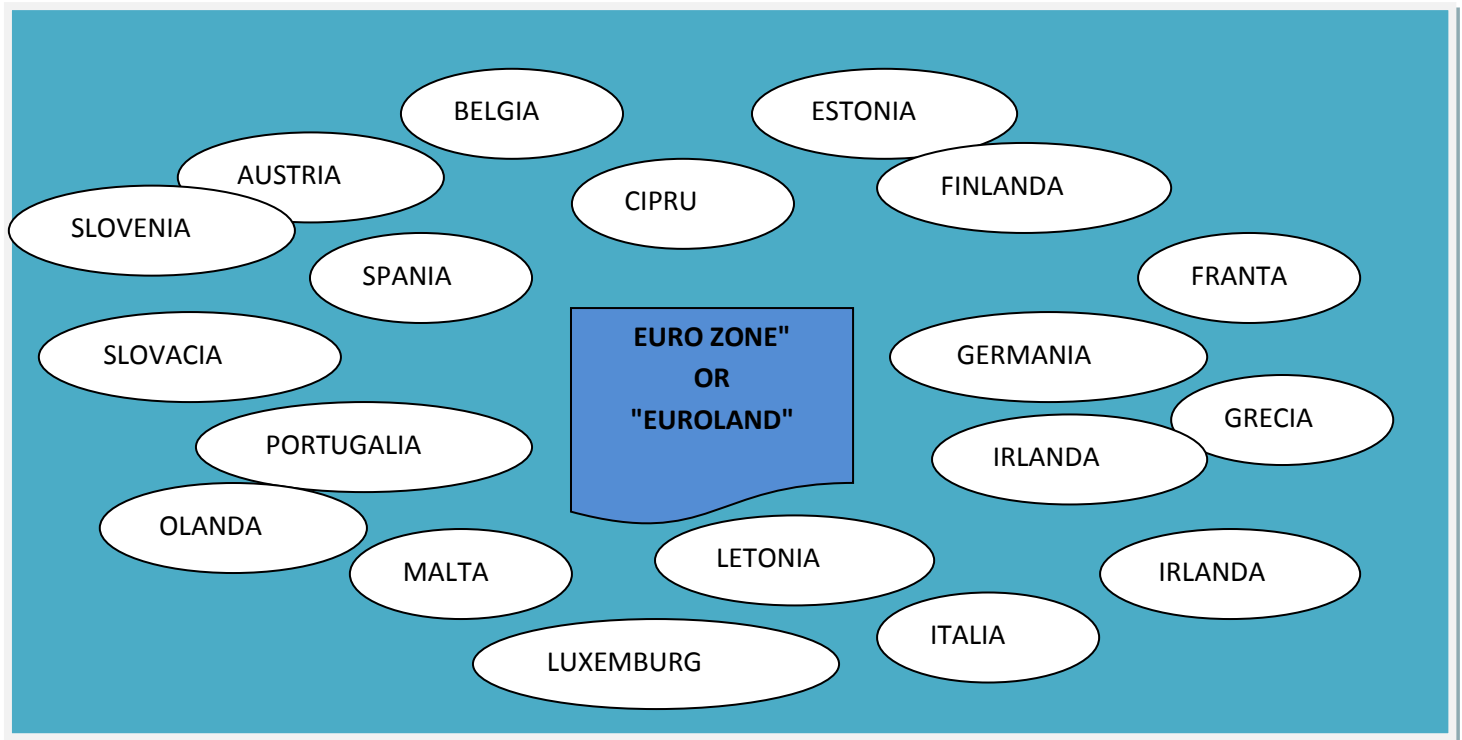 BELGIA
ESTONIA
AUSTRIA
FINLANDA
CIPRU
SLOVENIA
SPANIA
FRANTA
EURO ZONE"
OR
"EUROLAND"
SLOVACIA
GERMANIA
GRECIA
PORTUGALIA
IRLANDA
OLANDA
LETONIA
MALTA
IRLANDA
ITALIA
LUXEMBURG